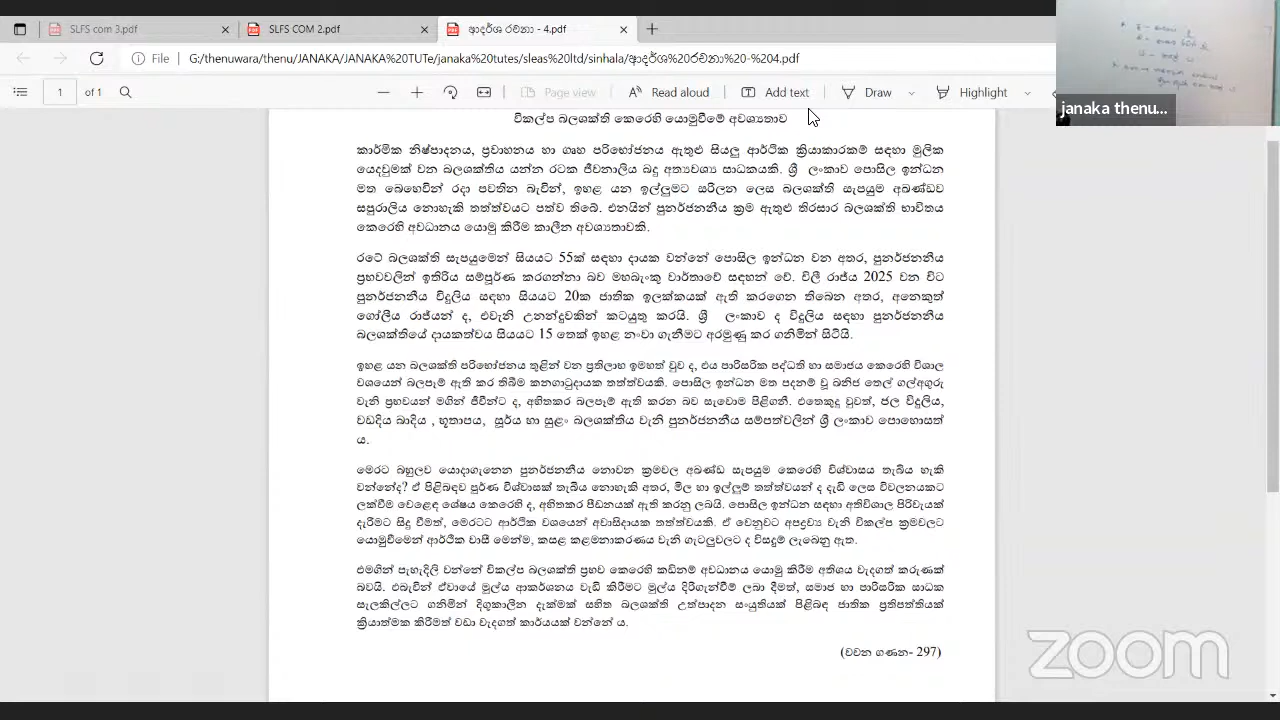 SLFS com 3.pdf
SLFS COM 2.pdf
ආදර්ශ රචනා - 4.pdf
File
G:/thenuwara/thenu/JANAKA/JANAKA%20TUTe/janaka%20tutes/sleas%20ltd/sinhala/ආදර්ශ%20රචනා%20-%204.pdf
1 of 1
Page view
Read aloud
Add text
Draw
Highlight
janaka thenu...
විකල්ප බලශක්ති කෙරෙහි යොමුවීමේ අවශ්‍යතාව
කාර්මික නිෂ්පාදනය, ප්‍රවාහනය හා ගෘහ පරිභෝජනය ඇතුළු සියලු ආර්ථික ක්‍රියාකාරකම් සඳහා මූලික
යෙදවුමක් වන බලශක්තිය යන්න රටක ජීවනාලිය බදු අත්‍යවශ්‍ය සාධකයකි. ශ්‍රී ලංකාව පොසිල ඉන්ධන
මත බෙහෙවින් රඳා පවතින බැවින්, ඉහළ යන ඉල්ලුමට සරිලන ලෙස බලශක්ති සැපයුම අඛණ්ඩව
සපුරාලිය නොහැකි තත්ත්වයට පත්ව තිබේ. එනයින් පුනර්ජනනීය ක්‍රම ඇතුළු තිරසාර බලශක්ති භාවිතය
කෙරෙහි අවධානය යොමු කිරීම කාලීන අවශ්‍යතාවකි.
රටේ බලශක්ති සැපයුමෙන් සියයට 55ක් සඳහා දායක වන්නේ පොසිල ඉන්ධන වන අතර, පුනර්ජනනීය
ප්‍රභවවලින් ඉතිරිය සම්පූර්ණ කරගන්නා බව මහබැංකු වාර්තාවේ සඳහන් වේ. චිලී රාජ්‍ය 2025 වන විට
පුනර්ජනනීය විදුලිය සඳහා සියයට 20ක ජාතික ඉලක්කයක් ඇති කරගෙන තිබෙන අතර, අනෙකුත්
ගෝලීය රාජ්‍යන් ද, එවැනි උනන්දුවකින් කටයුතු කරයි. ශ්‍රී ලංකාව ද විදුලිය සඳහා පුනර්ජනනීය
බලශක්තියේ දායකත්වය සියයට 15 තෙක් ඉහළ නංවා ගැනීමට අරමුණු කර ගනිමින් සිටියි.
ඉහළ යන බලශක්ති පරිභෝජනය තුළින් වන ප්‍රතිලාභ ඉමහත් වුව ද, එය පාරිසරික පද්ධති හා සමාජය කෙරෙහි විශාල
වශයෙන් බලපෑම් ඇති කර තිබීම කනගාටුදායක තත්ත්වයකි. පොසිල ඉන්ධන මත පදනම් වූ ඛනිජ තෙල් ගල්අඟුරු
වැනි ප්‍රභවයන් මගින් ජීවීන්ට ද, අහිතකර බලපෑම් ඇති කරන බව සැවොම පිළිගනී. එතෙකුදු වුවත්, ජල විදුලිය,
වඩදිය බාදිය , භූතාපය, සූර්ය හා සුළං බලශක්තිය වැනි පුනර්ජනනීය සම්පත්වලින් ශ්‍රී ලංකාව පොහොසත්
ය.
මෙරට බහුලව යොදාගැනෙන පුනර්ජනනීය නොවන ක්‍රමවල අඛණ්ඩ සැපයුම කෙරෙහි විශ්වාසය තැබිය හැකි
වන්නේද? ඒ පිළිබඳව පූර්ණ විශ්වාසක් තැබිය නොහැකි අතර, මිල හා ඉල්ලුම් තත්ත්වයන් ද දැඩි ලෙස විචලනයකට
ලක්වීම වෙළෙඳ ශේෂය කෙරෙහි ද, අහිතකර පීඩනයක් ඇති කරනු ලබයි. පොසිල ඉන්ධන සඳහා අතිවිශාල පිරිවැයක්
දැරීමට සිදු වීමත්, මෙරටට ආර්ථික වශයෙන් අවාසිදායක තත්ත්වයකි. ඒ වෙනුවට අපද්‍රව්‍ය වැනි විකල්ප ක්‍රමවලට
යොමුවීමෙන් ආර්ථික වාසි මෙන්ම, කසළ කළමනාකරණය වැනි ගැටලුවලට ද විසදුම් ලැබෙනු ඇත.
එමගින් පැහැදිලි වන්නේ විකල්ප බලශක්ති ප්‍රභව කෙරෙහි කඩිනම් අවධානය යොමු කිරීම අතිශය වැදගත් කරුණක්
බවයි. එබැවින් ඒවායේ මූල්‍ය ආකර්ශනය වැඩි කිරීමට මූල්‍ය දිරිගැන්වීම් ලබා දීමත්, සමාජ හා පාරිසරික සාධක
සැලකිල්ලට ගනිමින් දිගුකාලීන දැක්මක් සහිත බලශක්ති උත්පාදන සංයුතියක් පිළිබඳ ජාතික ප්‍රතිපත්තියක්
ක්‍රියාත්මක කිරීමත් වඩා වැදගත් කාර්යයක් වන්නේ ය.
(වචන ගණන- 297)
zoom